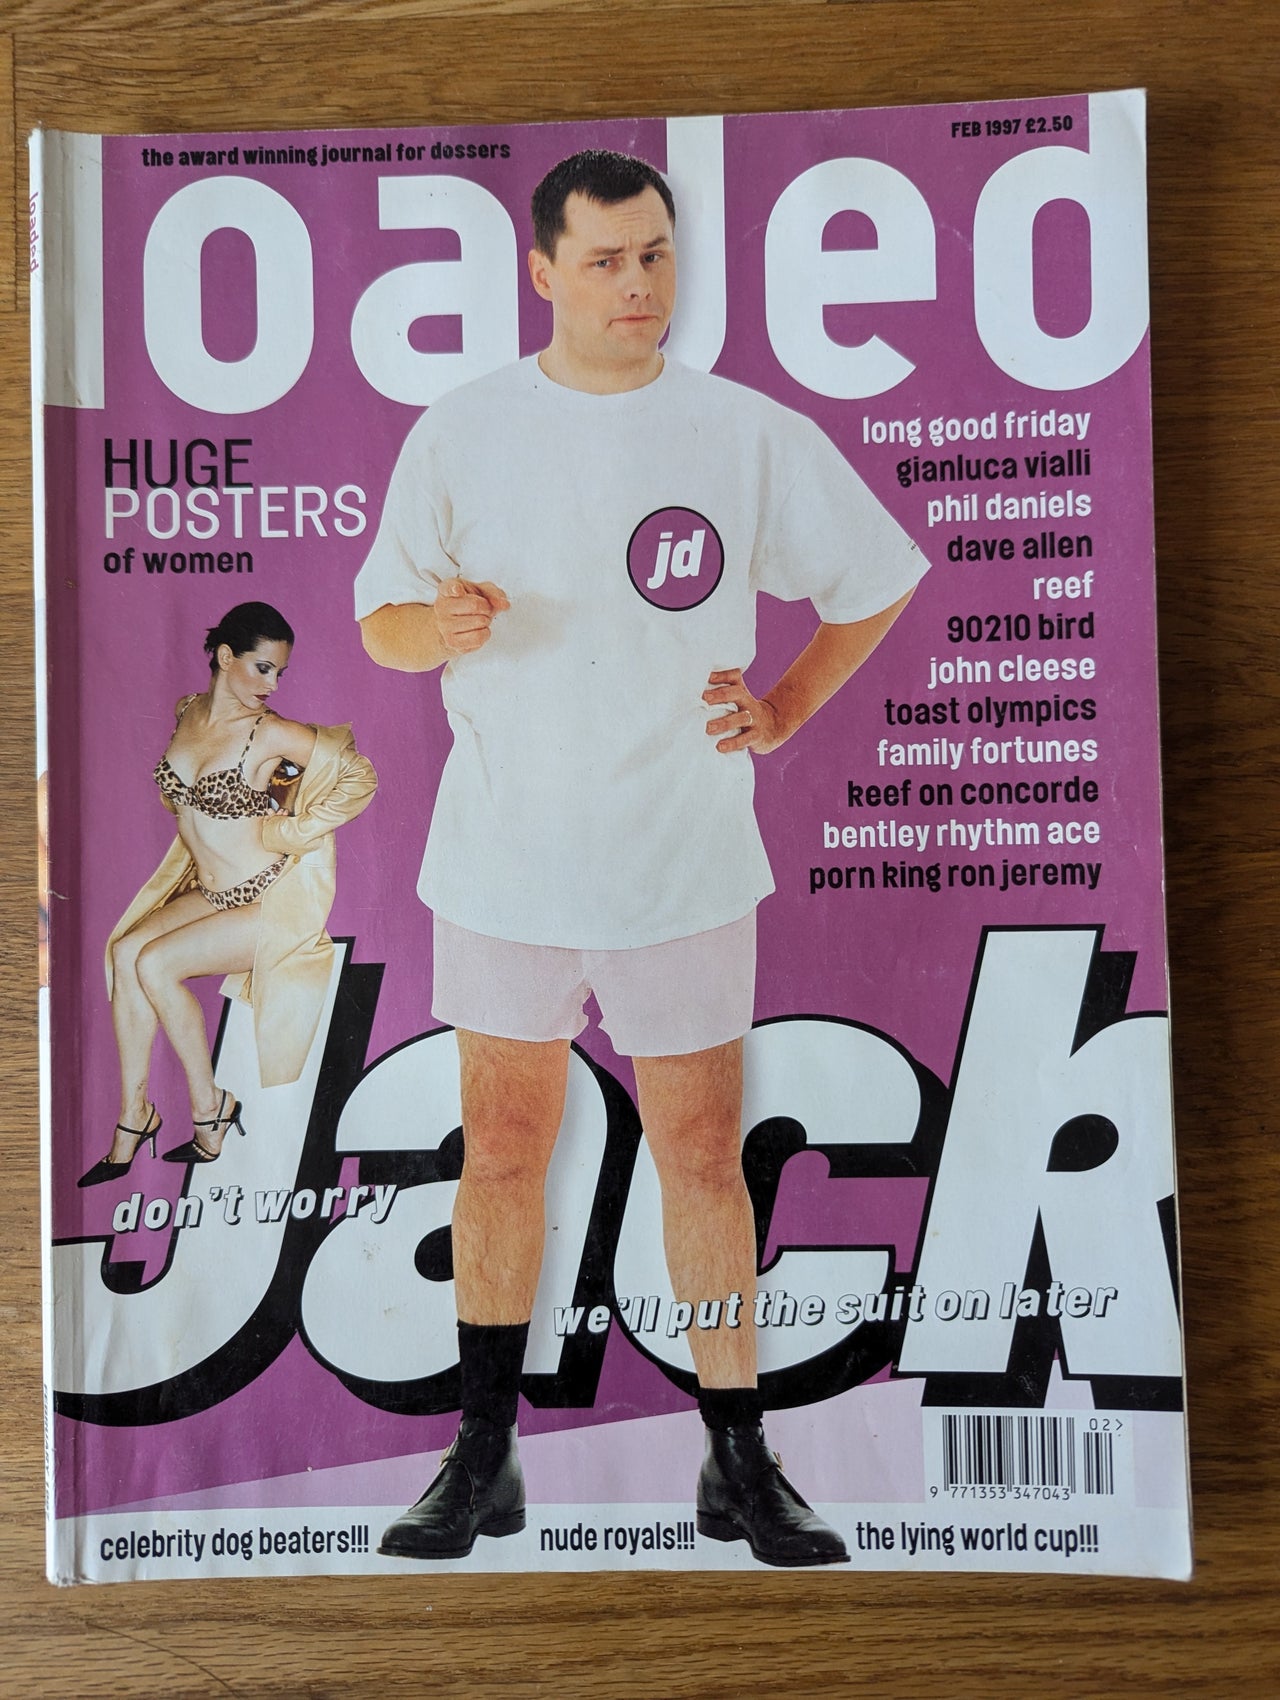 FEB 1997 £2.50
the award winning journal for dossers
loaded
loaded
HUGE
POSTERS
of women
jd
long good friday
gianluca vialli
phil daniels
dave allen
reef
90210 bird
john cleese
toast olympics
family fortunes
keef on concorde
bentley rhythm ace
porn king ron jeremy
Jack
don't worry
we'll put the suit on later
02>
9 771353 347043
celebrity dog beaters!!!
nude royals!!!
the lying world cup!!!